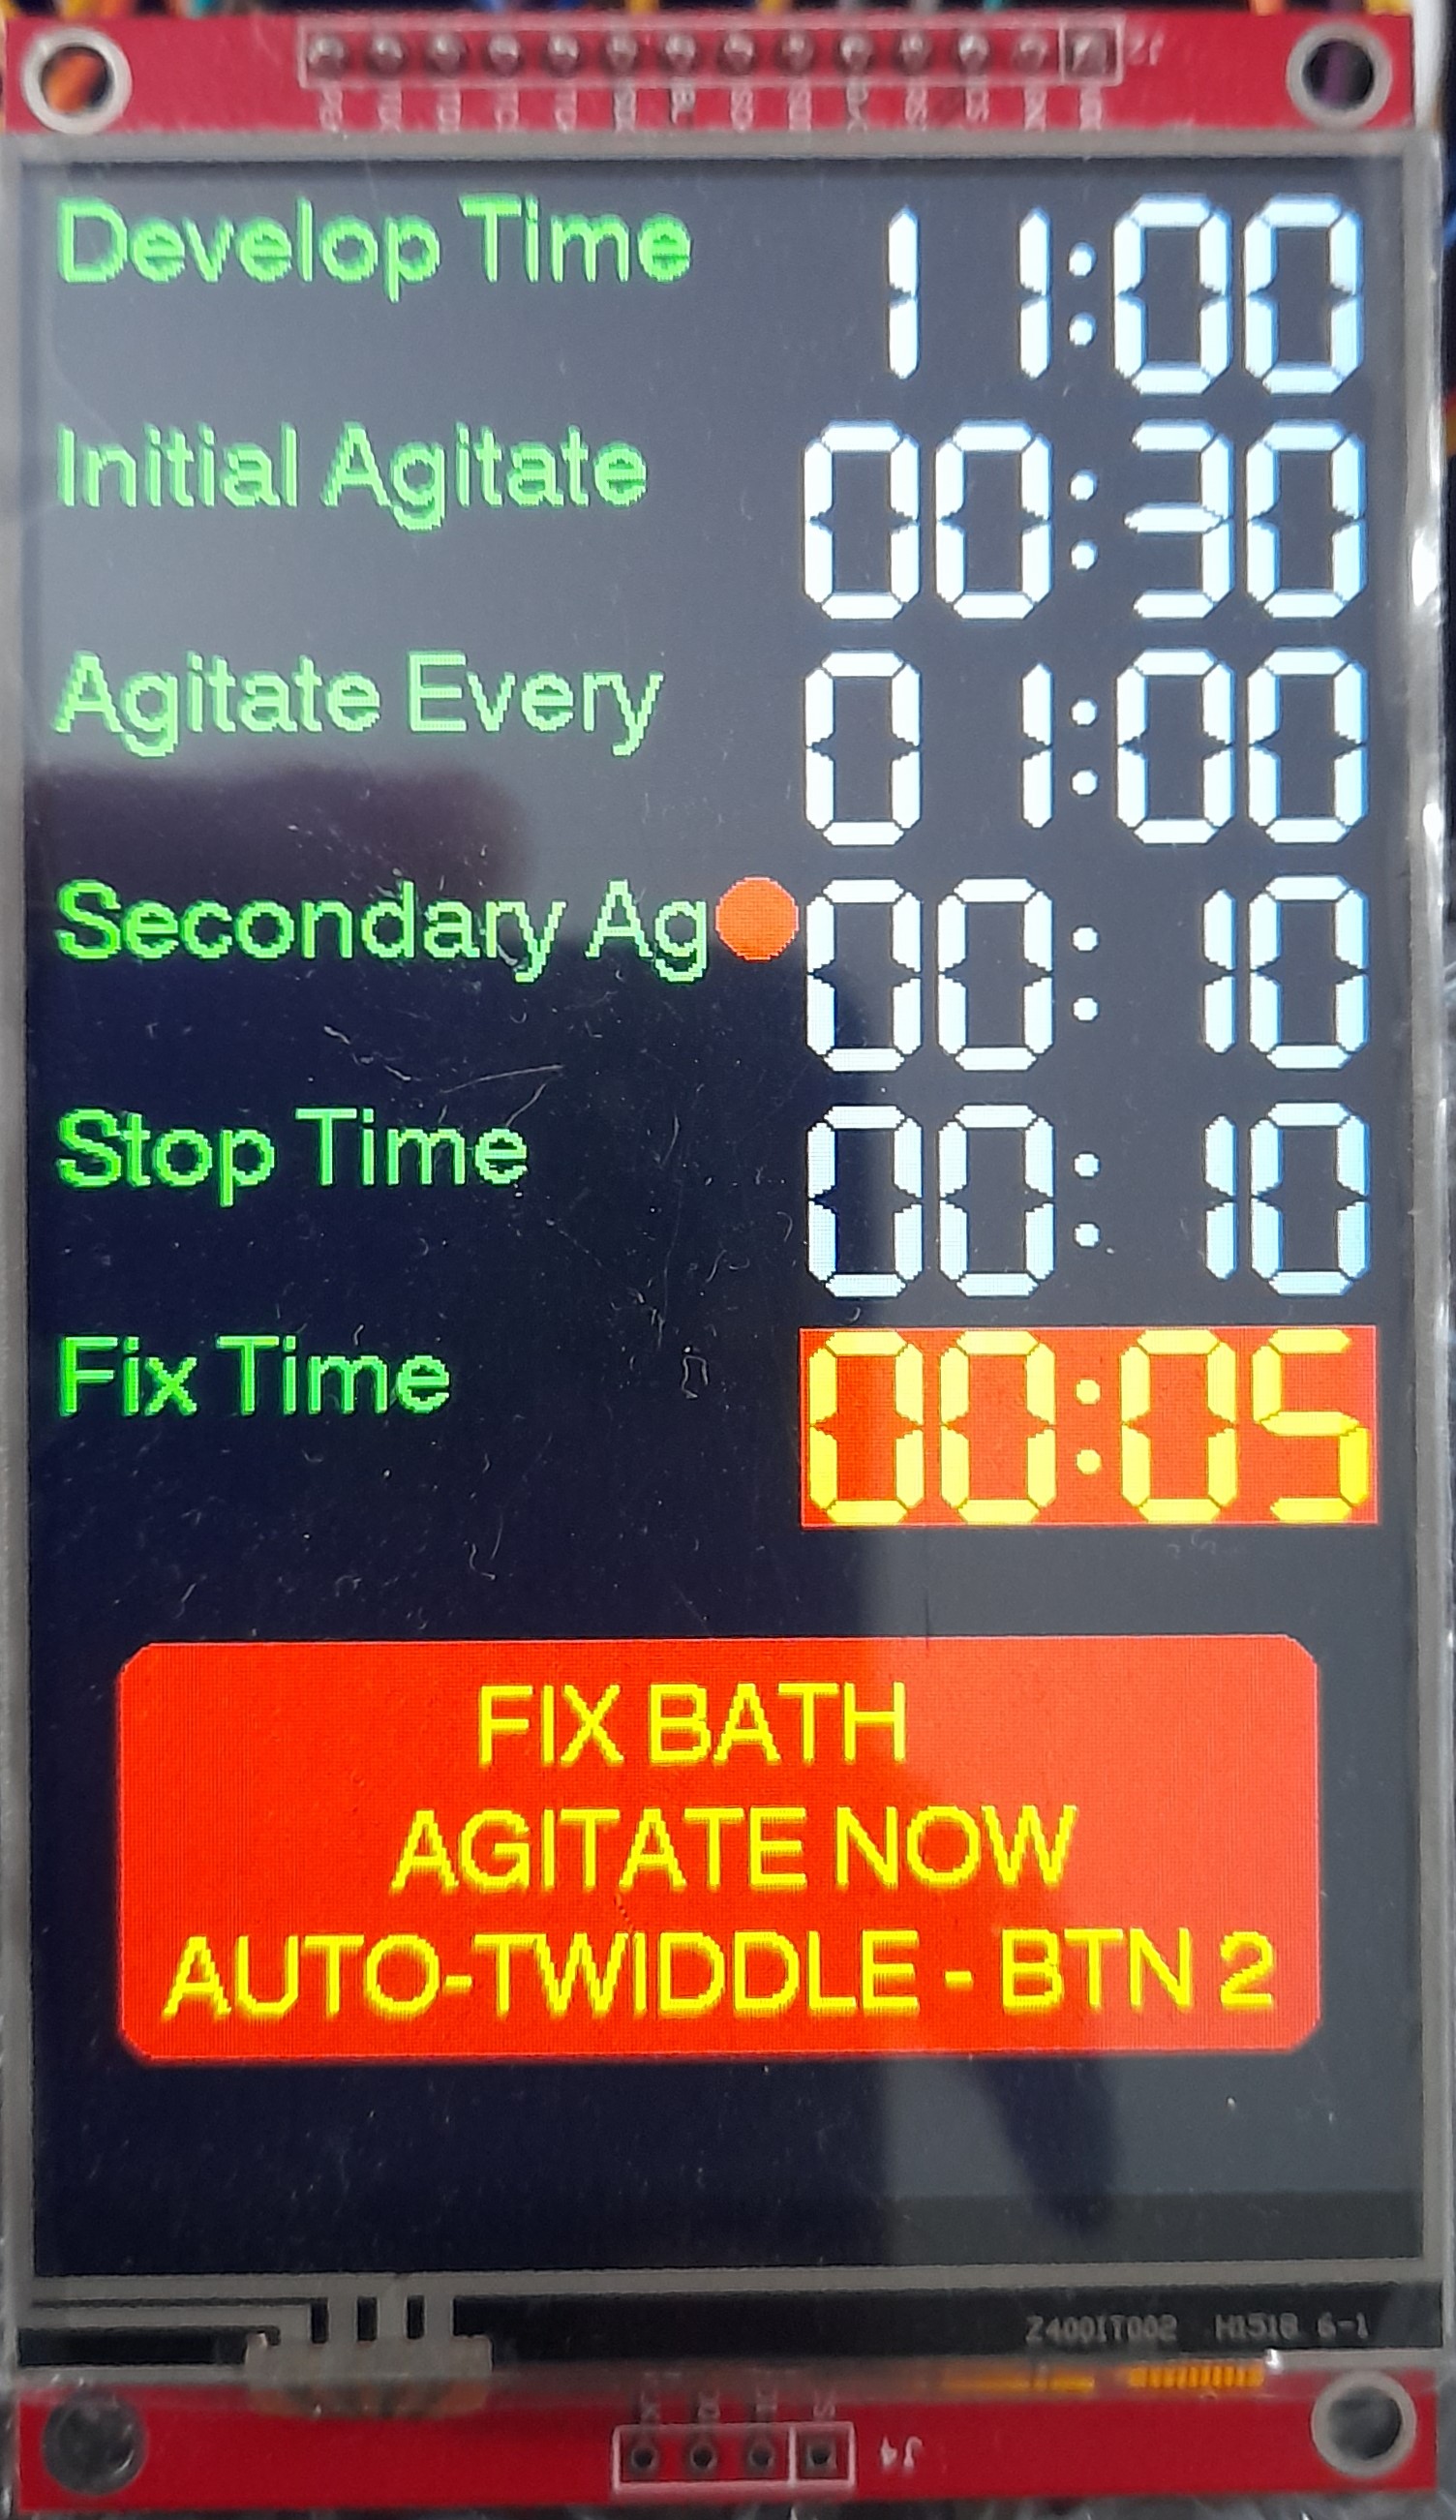 J2
Develop Time 11:00
Initial Agitate 00:30
Agitate Every 01:00
Secondary Ag 00:10
Stop Time 00:10
Fix Time 00:05
FIX BATH
AGITATE NOW
AUTO-TWIDDLE - BTN 2
Z400IT002 H1518 6-1
J4